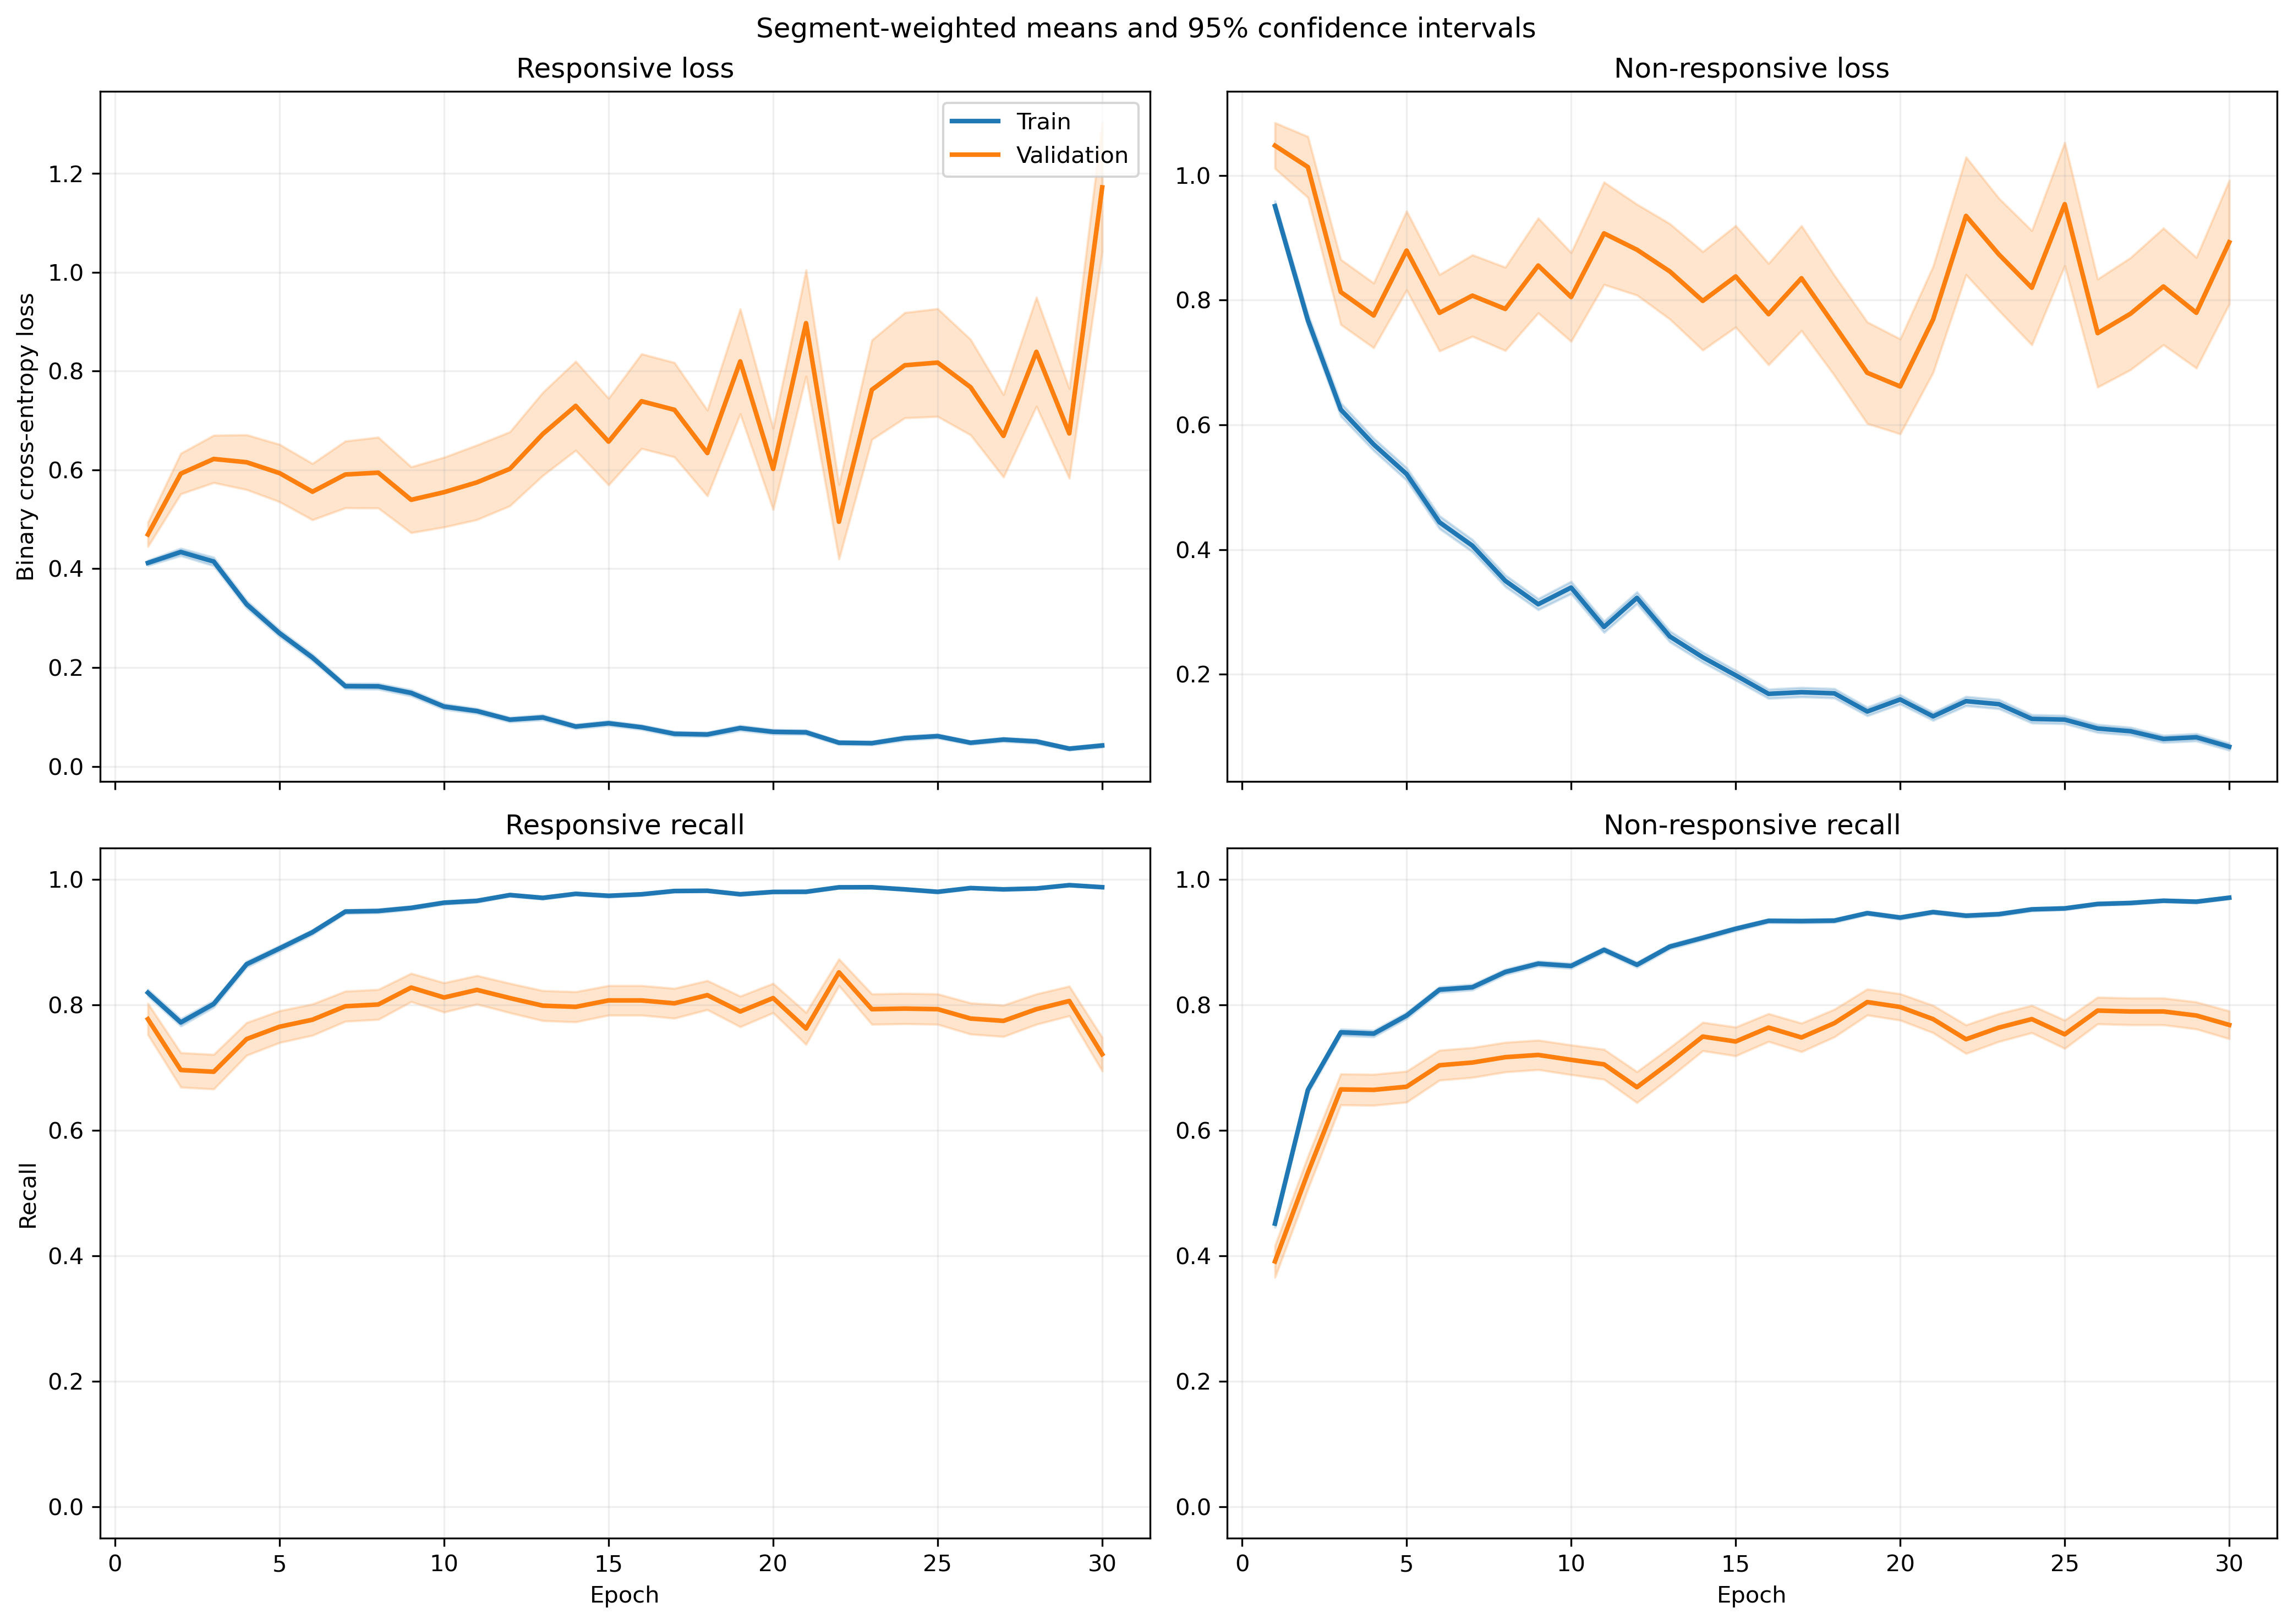 Segment-weighted means and 95% confidence intervals
Responsive loss
Non-responsive loss
Train
Validation
Binary cross-entropy loss
1.2
1.0
0.8
0.6
0.4
0.2
0.0
1.0
0.8
0.6
0.4
0.2
Responsive recall
Non-responsive recall
Recall
1.0
0.8
0.6
0.4
0.2
0.0
1.0
0.8
0.6
0.4
0.2
0.0
0 5 10 15 20 25 30
0 5 10 15 20 25 30
Epoch
Epoch